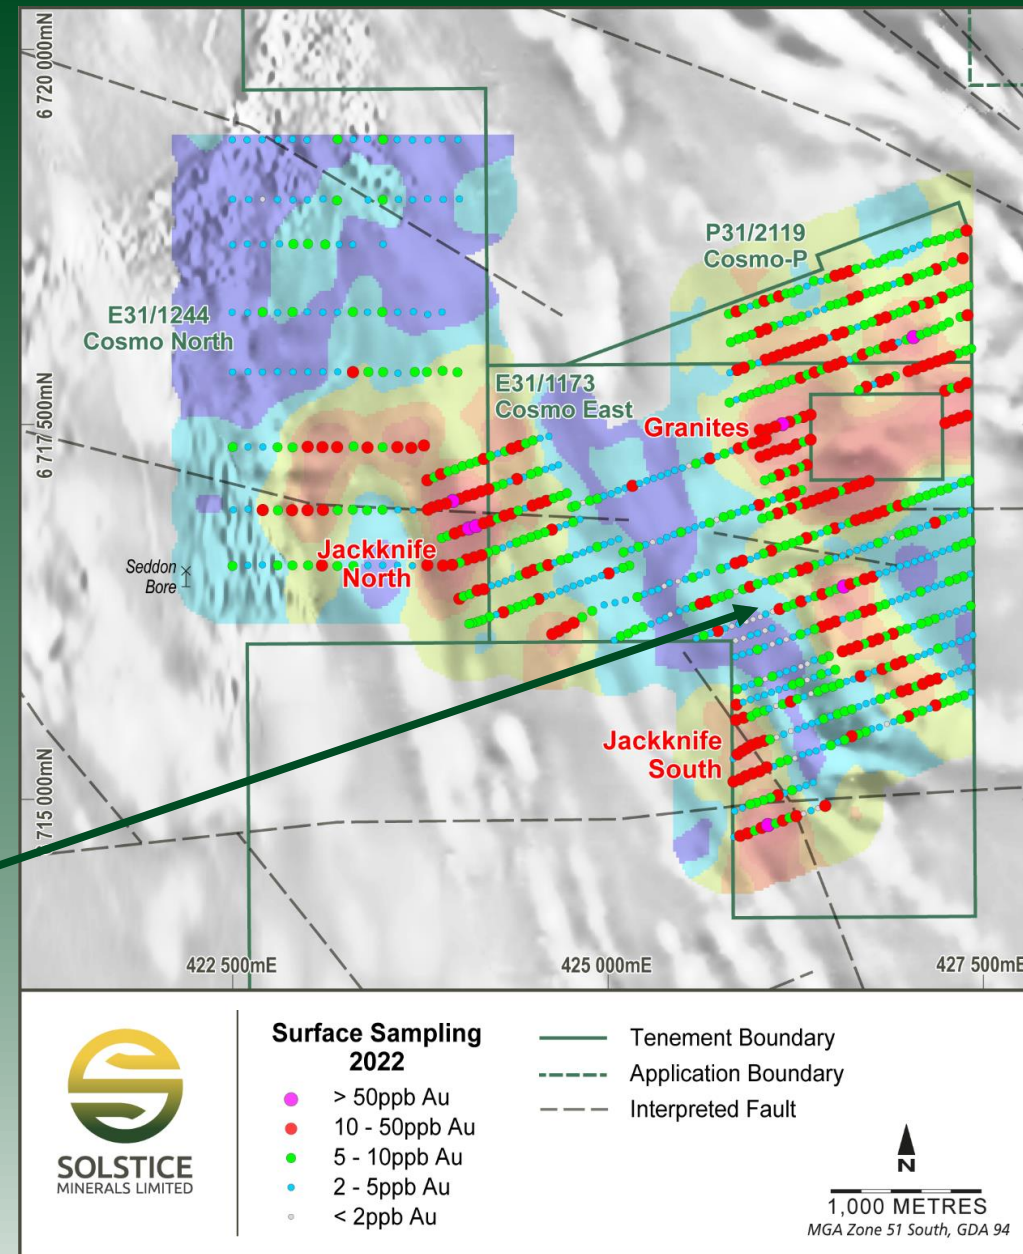 6 720 000mN
P31/2119
Cosmo-P
E31/1244
Cosmo North
E31/1173
Cosmo East
6 717 500mN
Granites
Jackknife
North
Seddon
Bore
Jackknife
South
715 000mN
422 500mE
425 000mE
427 500mE
Surface Sampling
2022
> 50ppb Au
10 - 50ppb Au
5 - 10ppb Au
2 - 5ppb Au
< 2ppb Au
Tenement Boundary
Application Boundary
Interpreted Fault
SOLSTICE
MINERALS LIMITED
N
1,000 METRES
MGA Zone 51 South, GDA 94